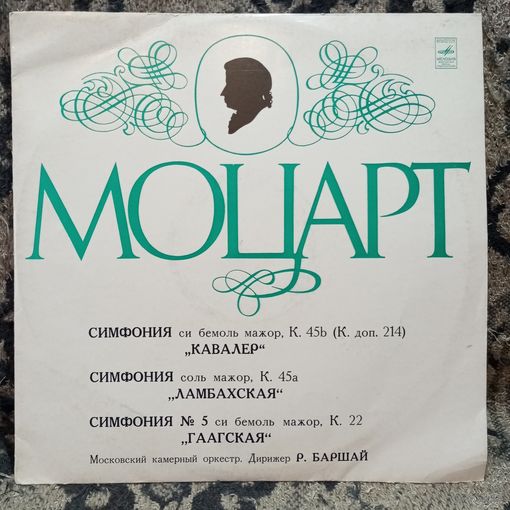 МОЦАРТ
СИМФОНИЯ си бемоль мажор, К. 45b (К. доп. 214)
„КАВАЛЕР“
СИМФОНИЯ соль мажор, К. 45а
„ЛАМБАХСКАЯ“
СИМФОНИЯ № 5 си бемоль мажор, К. 22
„ГААГСКАЯ“
Московский камерный оркестр. Дирижер Р. БАРШАЙ